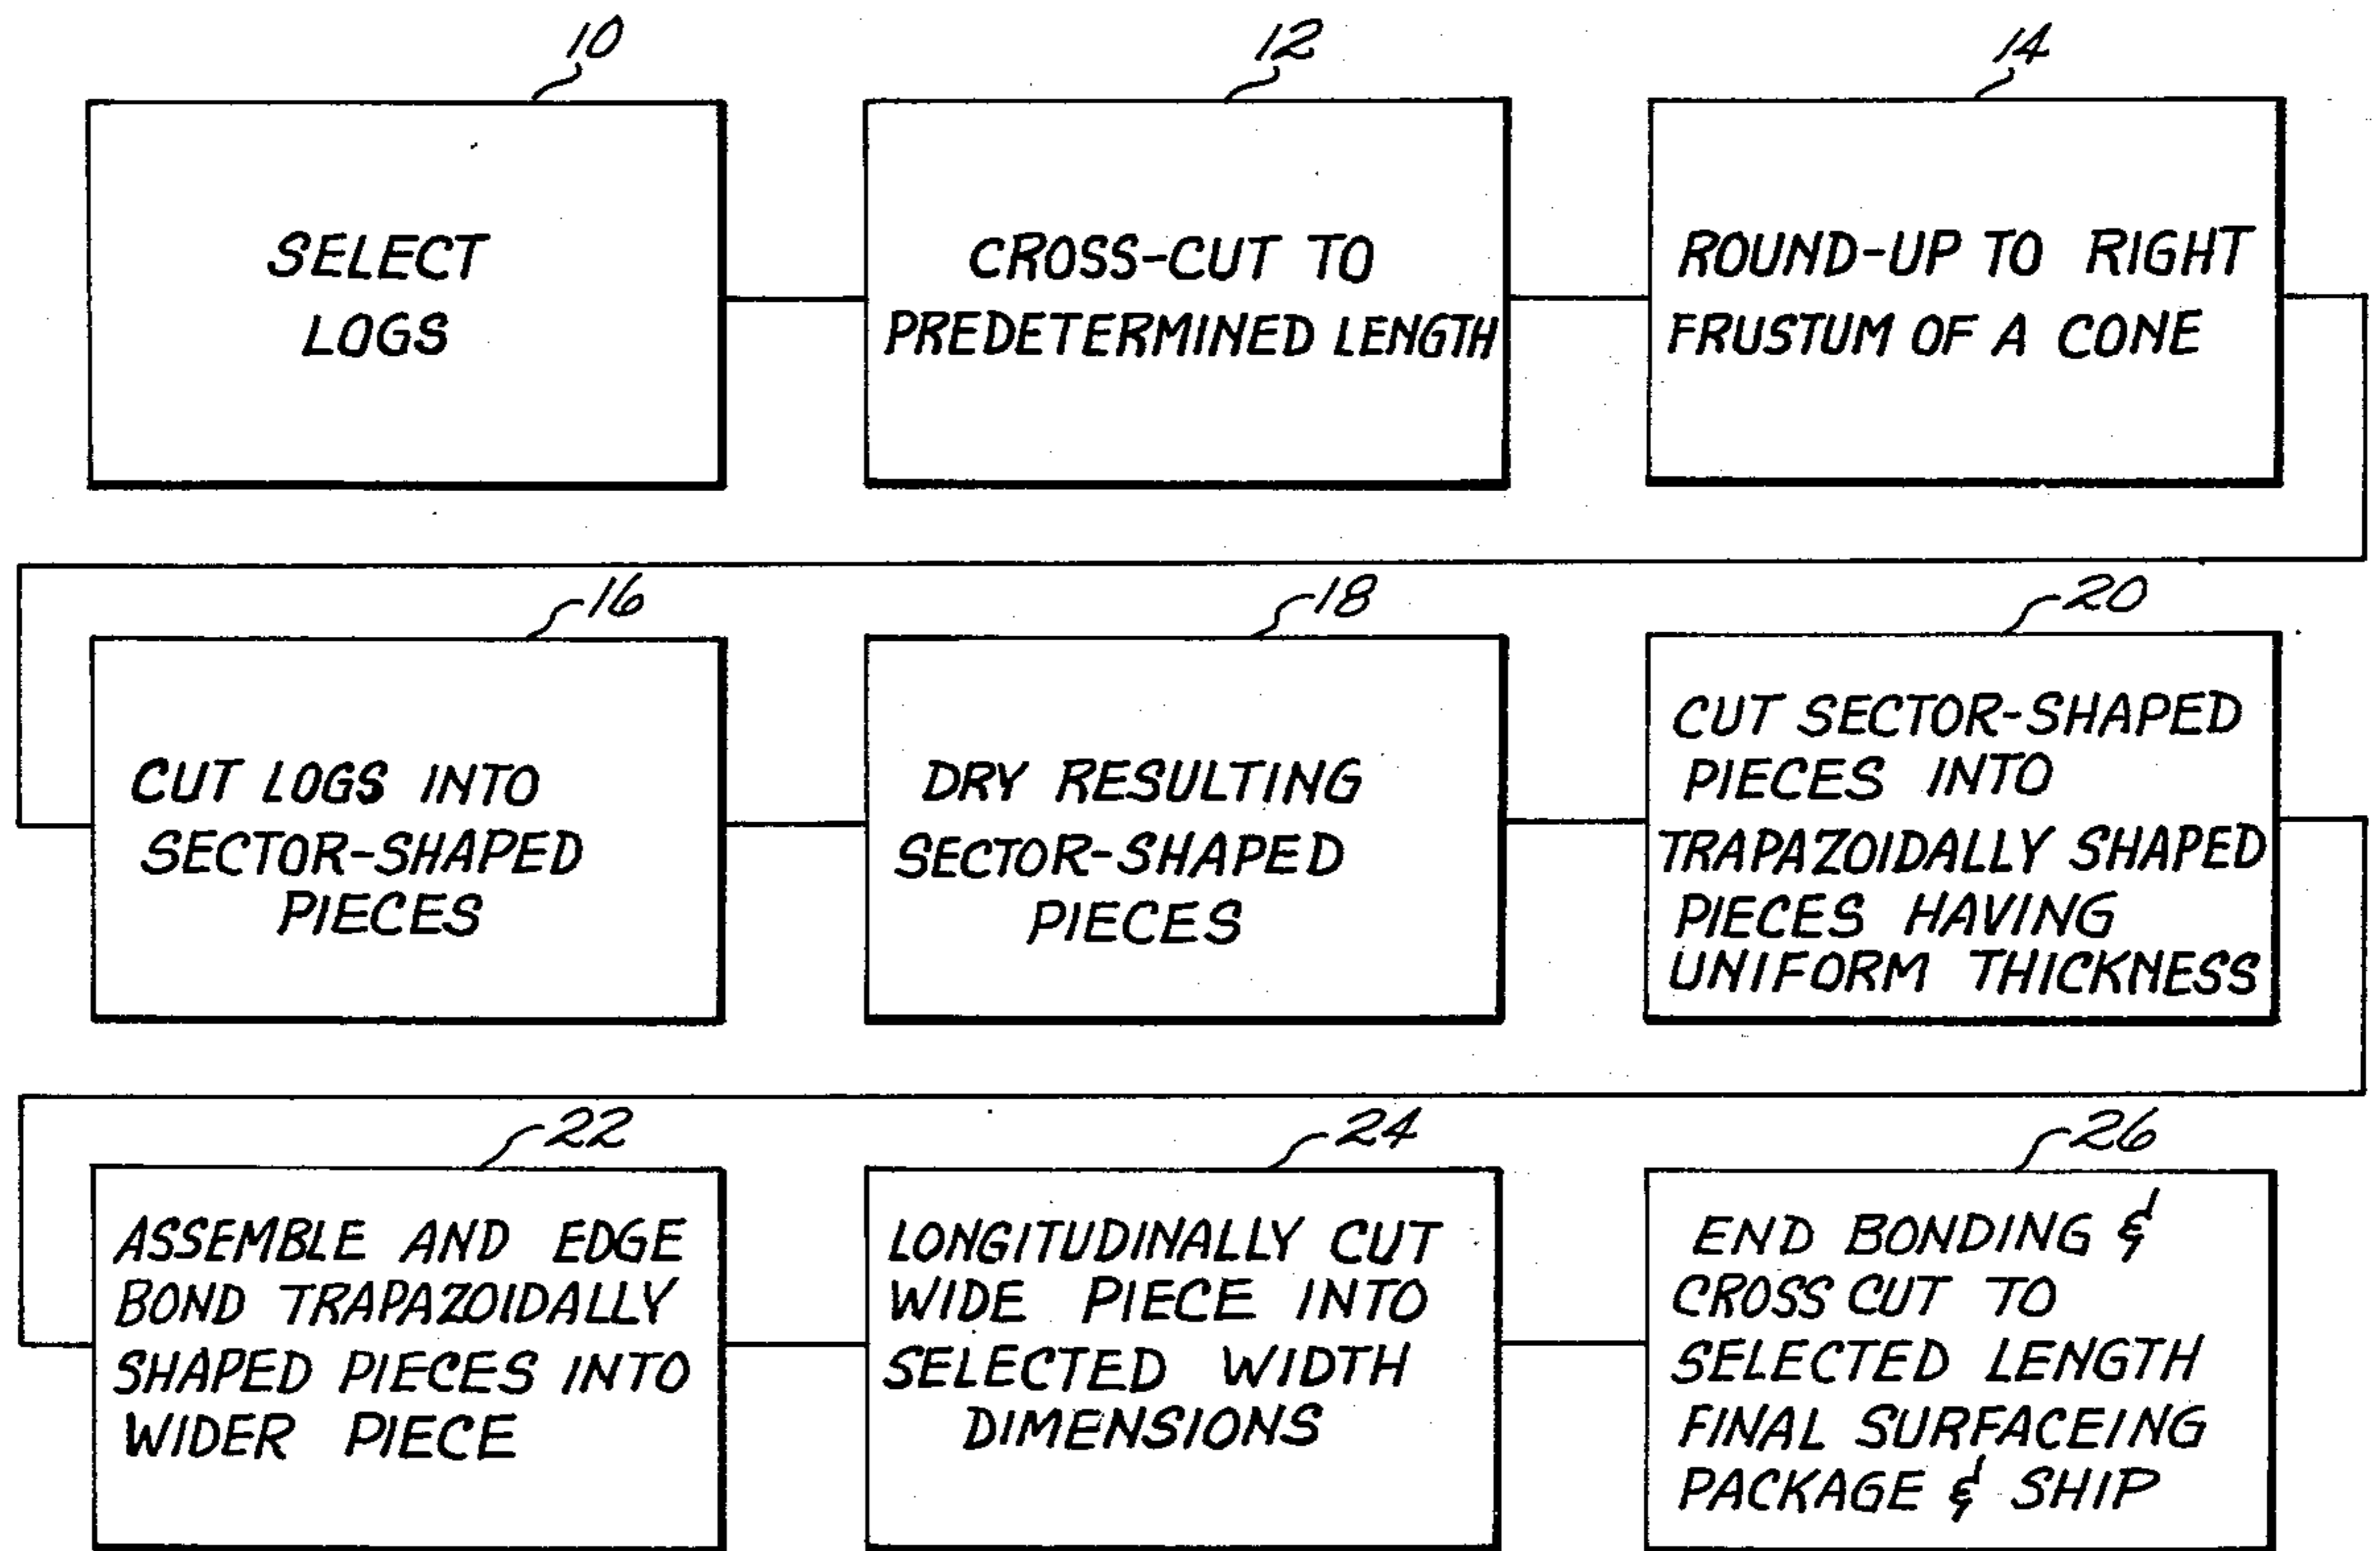 10
SELECT
LOGS
12
CROSS-CUT TO
PREDETERMINED LENGTH
14
ROUND-UP TO RIGHT
FRUSTUM OF A CONE
16
CUT LOGS INTO
SECTOR-SHAPED
PIECES
18
DRY RESULTING
SECTOR-SHAPED
PIECES
20
CUT SECTOR-SHAPED
PIECES INTO
TRAPAZOIDALLY SHAPED
PIECES HAVING
UNIFORM THICKNESS
22
ASSEMBLE AND EDGE
BOND TRAPAZOIDALLY
SHAPED PIECES INTO
WIDER PIECE
24
LONGITUDINALLY CUT
WIDE PIECE INTO
SELECTED WIDTH
DIMENSIONS
26
END BONDING &
CROSS CUT TO
SELECTED LENGTH
FINAL SURFACEING
PACKAGE & SHIP